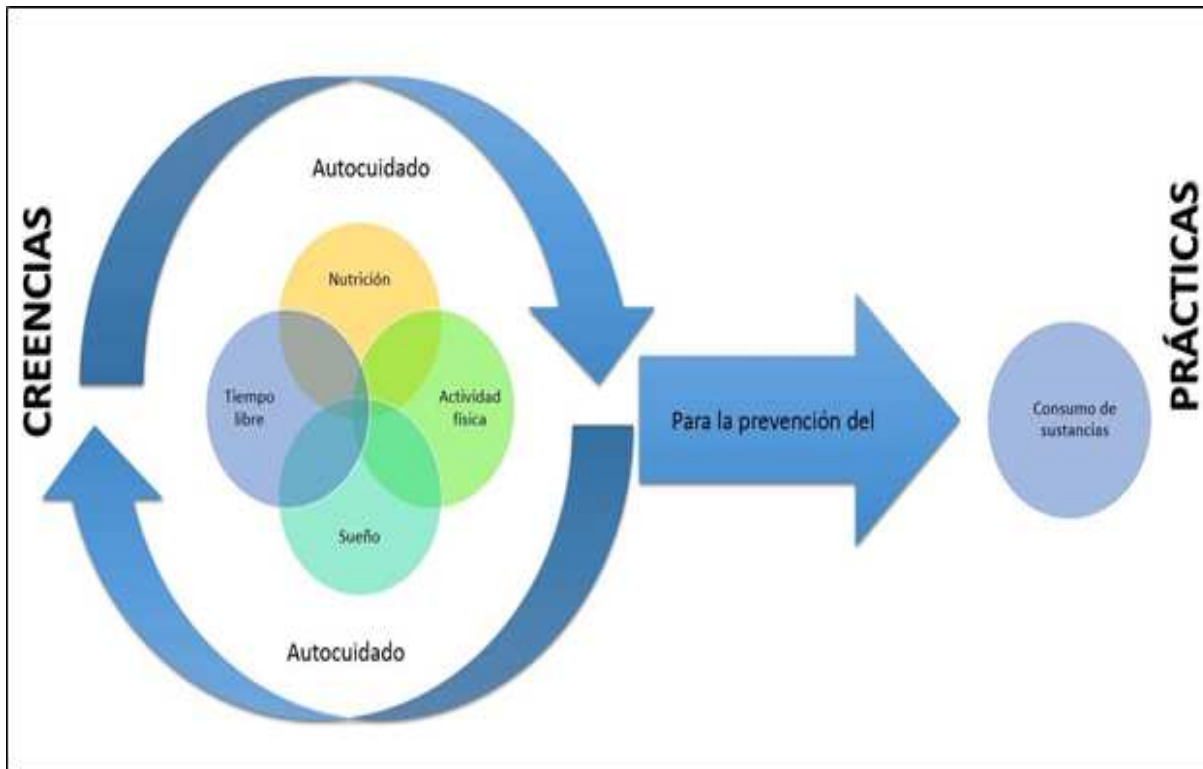 CREENCIAS
Autocuidado
Nutrición
Tiempo
libre
Actividad
física
Sueño
Autocuidado
Para la prevención del
Consumo de
sustancias
PRÁCTICAS